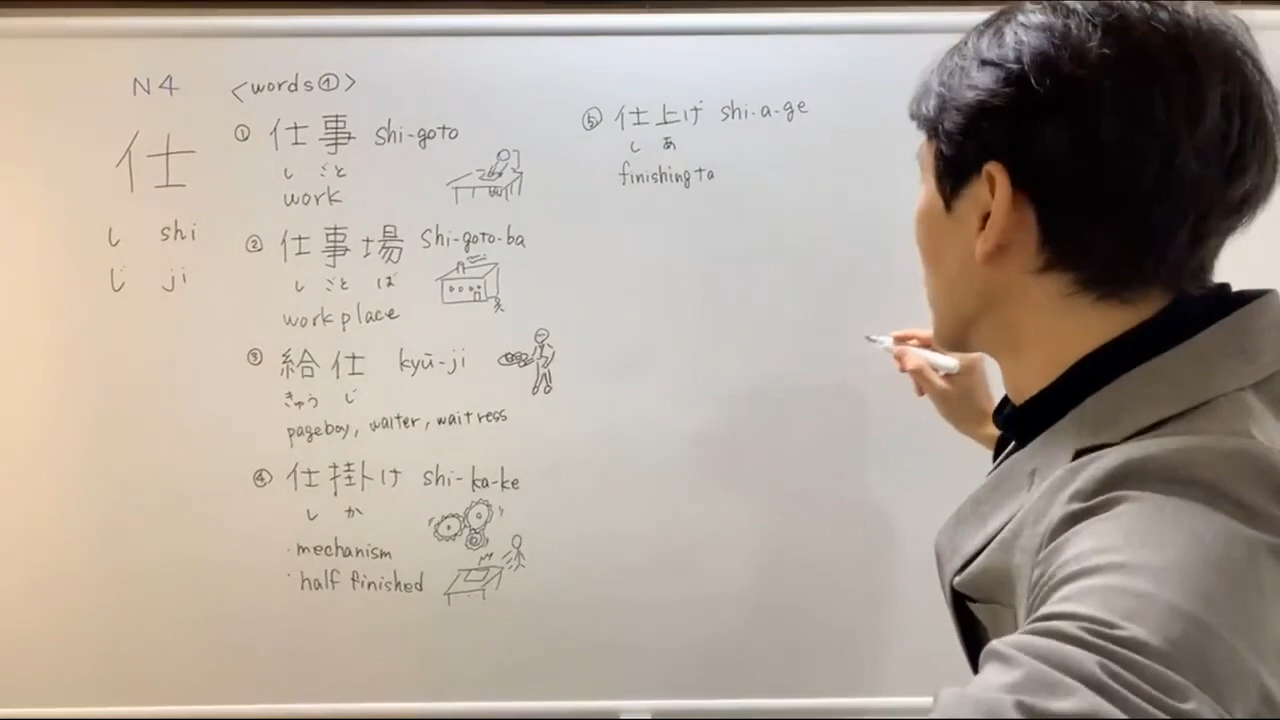 N4 <words①>
仕
し shi
じ ji
① 仕事 shi-goto
し ごと
work
② 仕事場 shi-goto-ba
し ごと ば
workplace
③ 給仕 kyū-ji
きゅう じ
pageboy, waiter, waitress
④ 仕掛け shi-ka-ke
し か
・mechanism
・half finished
⑤ 仕上げ shi-a-ge
し あ
finishing ta